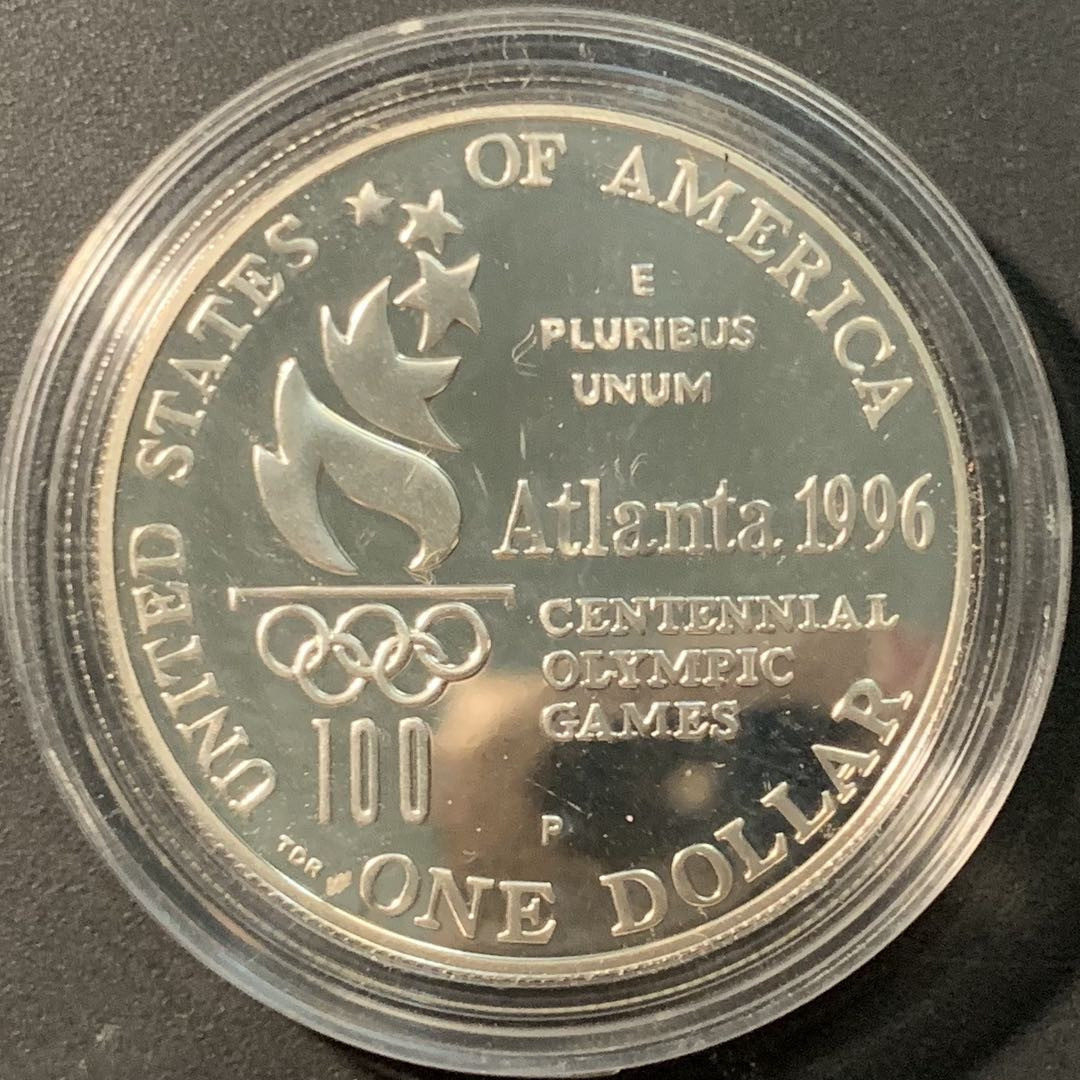 UNITED STATES OF AMERICA
E
PLURIBUS
UNUM
Atlanta 1996
CENTENNIAL
OLYMPIC
GAMES
100
P
TDR
ONE DOLLAR